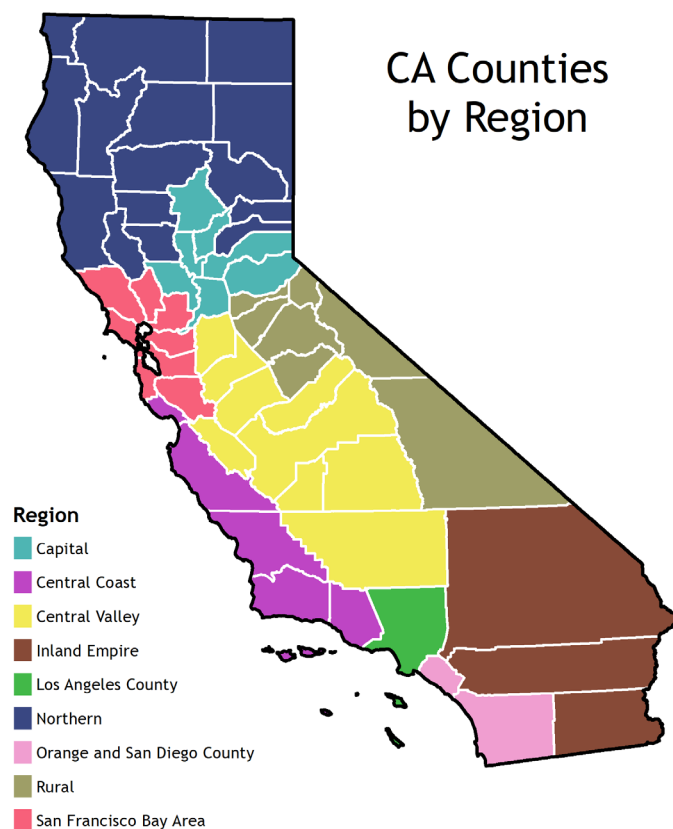 CA Counties
by Region
Region
Capital
Central Coast
Central Valley
Inland Empire
Los Angeles County
Northern
Orange and San Diego County
Rural
San Francisco Bay Area